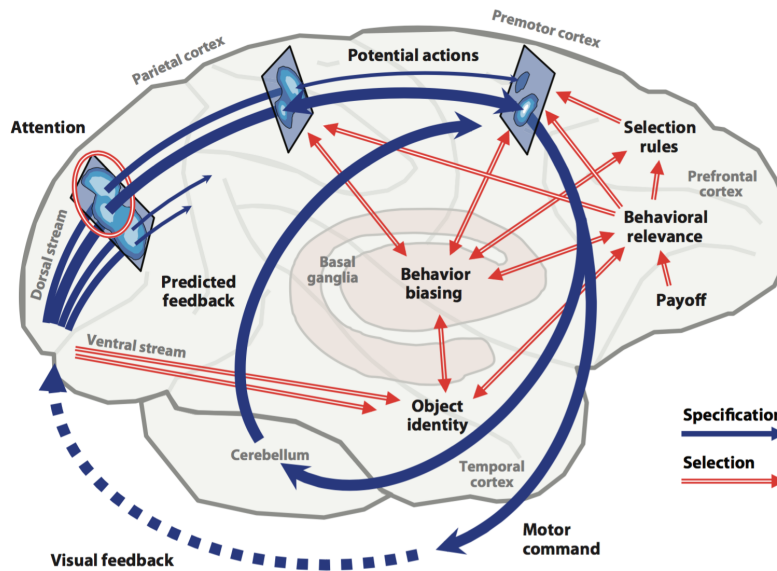 Premotor cortex
Parietal cortex
Potential actions
Attention
Selection
rules
Prefrontal
cortex
Behavioral
relevance
Dorsal stream
Predicted
feedback
Basal
ganglia
Behavior
biasing
Payoff
Ventral stream
Object
identity
Specification
Cerebellum
Selection
Temporal
cortex
Motor
command
Visual feedback